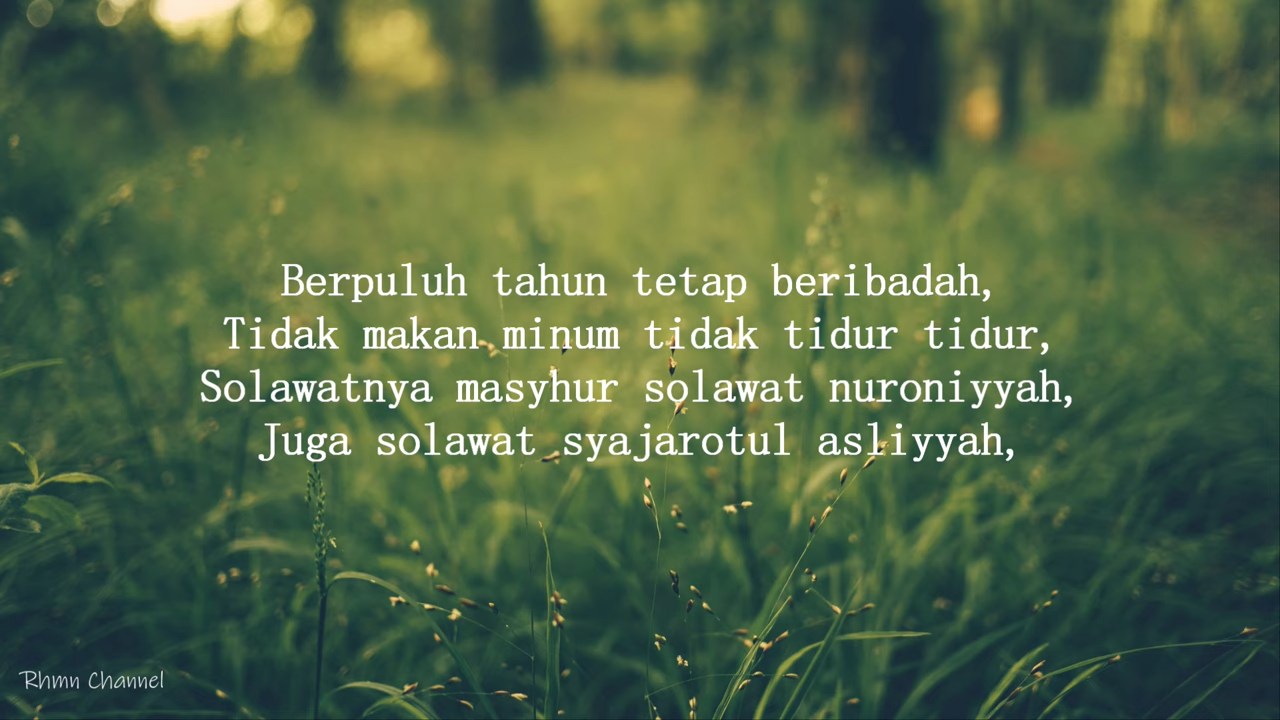 Berpuluh tahun tetap beribadah,
Tidak makan minum tidak tidur tidur,
Solawatnya masyhur solawat nuroniyyah,
Juga solawat syajarotul asliyyah,
Rhmn Channel